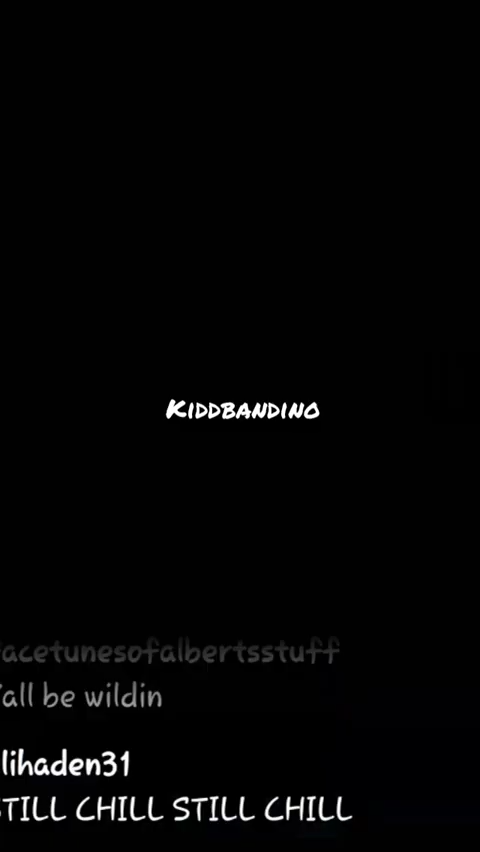 Kiddbandino
acetunesofalbertsstuff
'all be wildin
lihaden31
STILL CHILL STILL CHILL